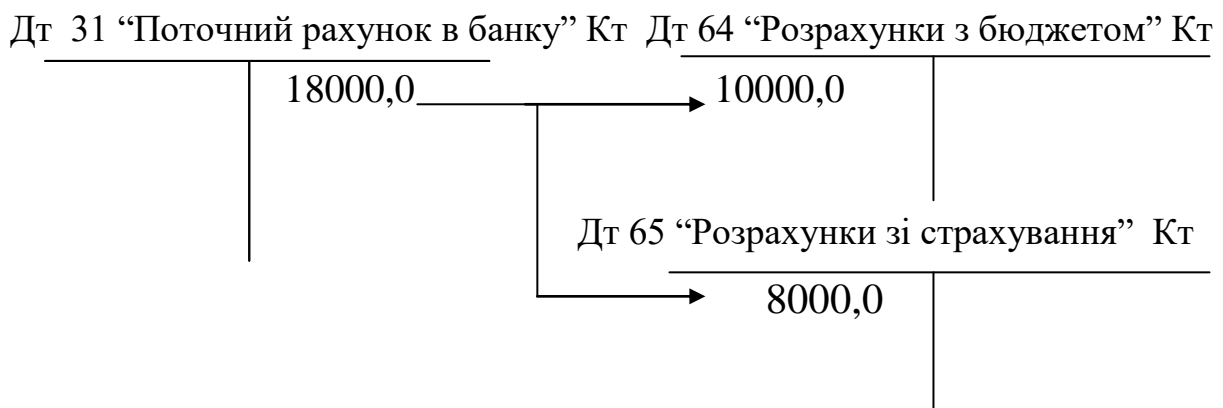 Дт 31 “Поточний рахунок в банку” Кт Дт 64 “Розрахунки з бюджетом” Кт
18000,0 10000,0
Дт 65 “Розрахунки зі страхування” Кт
8000,0